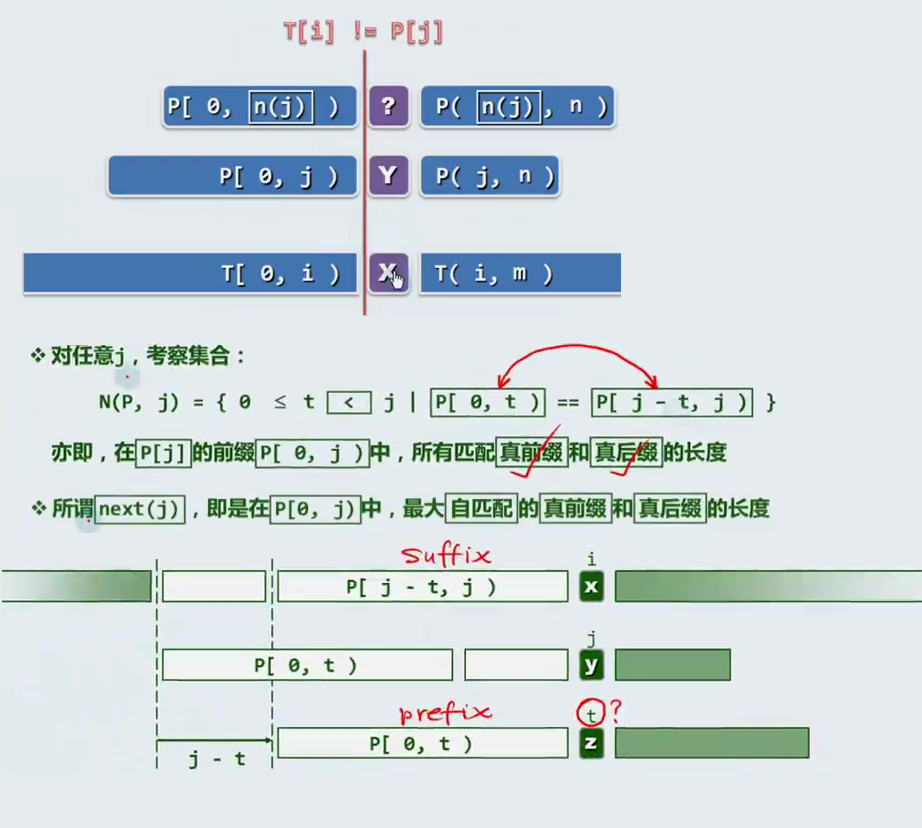 T[i] != P[j]
P[ 0, n(j) ) ? P( n(j), n )
P[ 0, j ) Y P( j, n )
T[ 0, i ) X T( i, m )
❖ 对任意j，考察集合：
N(P, j) = { 0 ≤ t < j | P[ 0, t ) == P[ j - t, j ) }
亦即，在P[j]的前缀P[ 0, j )中，所有匹配真前缀和真后缀的长度
❖ 所谓next(j)，即是在P[0, j)中，最大自匹配的真前缀和真后缀的长度
suffix
i
P[ j - t, j ) x
j
P[ 0, t ) y
prefix t ?
P[ 0, t ) z
j - t